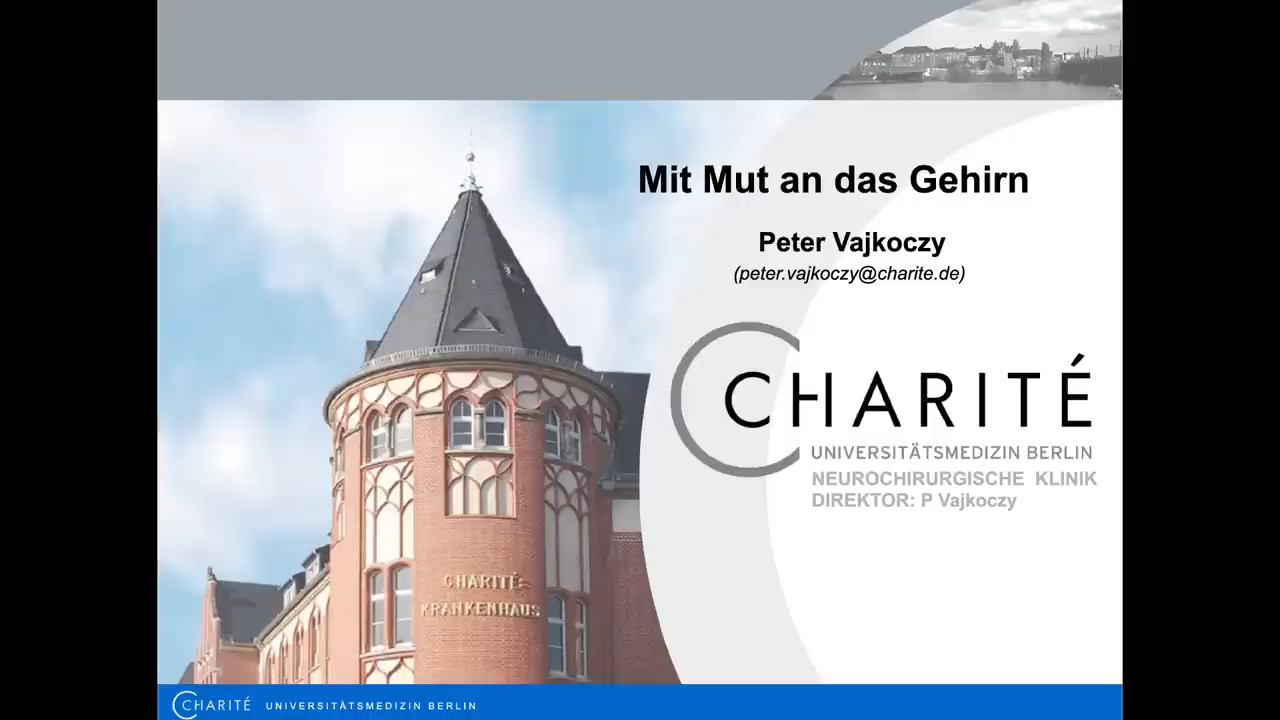 Mit Mut an das Gehirn
Peter Vajkoczy
(peter.vajkoczy@charite.de)
CHARITÉ
UNIVERSITÄTSMEDIZIN BERLIN
NEUROCHIRURGISCHE KLINIK
DIREKTOR: P Vajkoczy
CHARITÉ-
KRANKENHAUS
CHARITÉ UNIVERSITÄTSMEDIZIN BERLIN